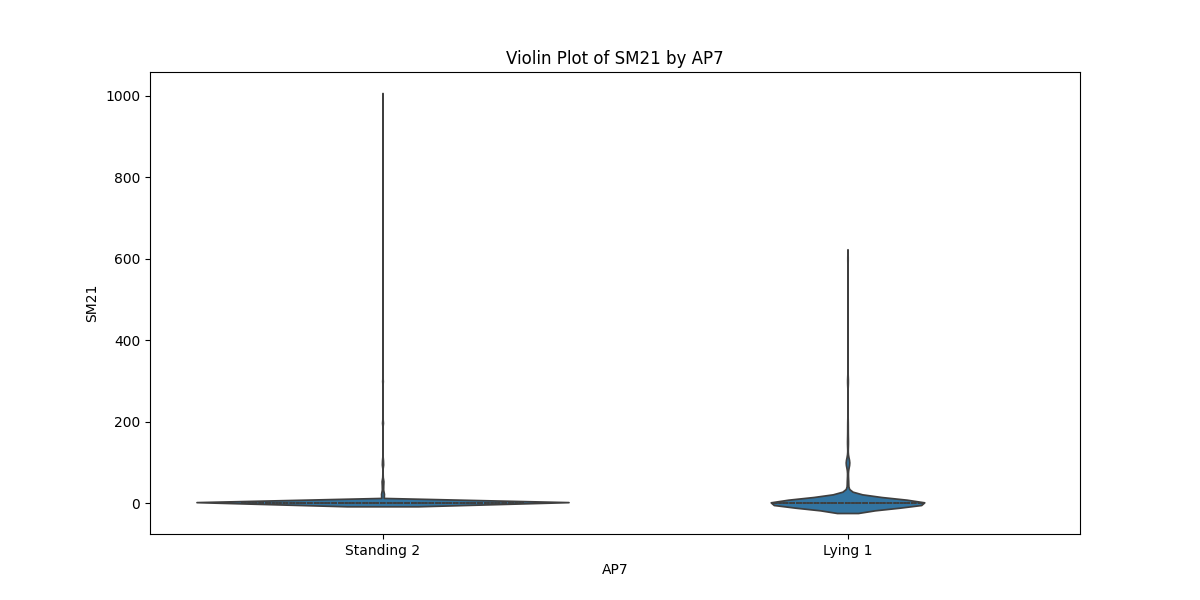 Violin Plot of SM21 by AP7
1000
800
600
400
200
0
SM21
Standing 2
Lying 1
AP7